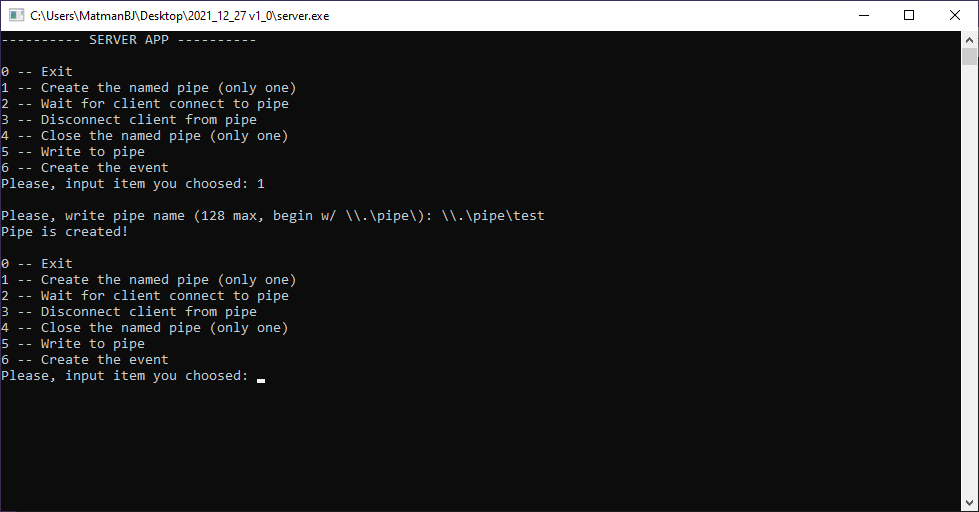 C:\Users\MatmanBJ\Desktop\2021_12_27 v1_0\server.exe
---------- SERVER APP ----------
0 -- Exit
1 -- Create the named pipe (only one)
2 -- Wait for client connect to pipe
3 -- Disconnect client from pipe
4 -- Close the named pipe (only one)
5 -- Write to pipe
6 -- Create the event
Please, input item you choosed: 1
Please, write pipe name (128 max, begin w/ \\.\pipe\): \\.\pipe\test
Pipe is created!
0 -- Exit
1 -- Create the named pipe (only one)
2 -- Wait for client connect to pipe
3 -- Disconnect client from pipe
4 -- Close the named pipe (only one)
5 -- Write to pipe
6 -- Create the event
Please, input item you choosed: